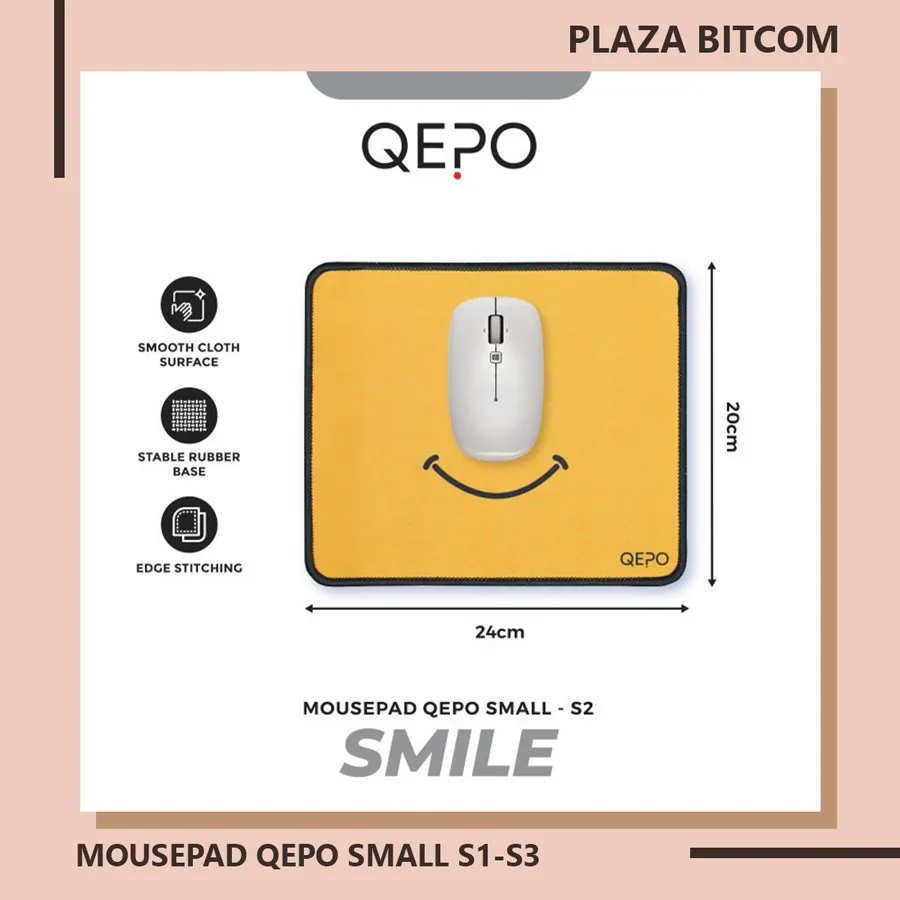 PLAZA BITCOM
QEPO
SMOOTH CLOTH
SURFACE
STABLE RUBBER
BASE
EDGE STITCHING
QEPO
20cm
24cm
MOUSEPAD QEPO SMALL - S2
SMILE
MOUSEPAD QEPO SMALL S1-S3